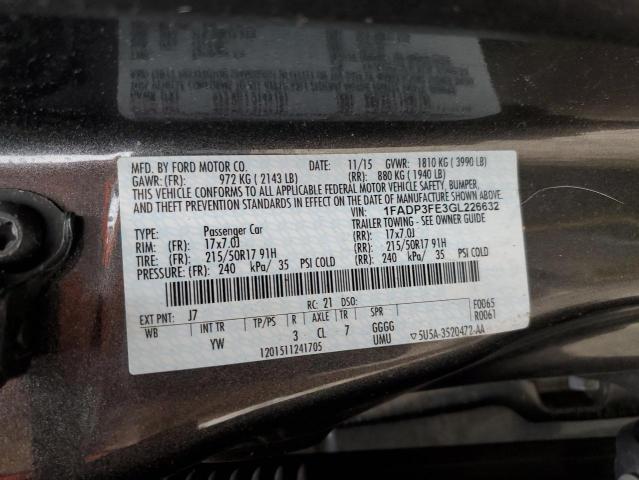 MFD. BY FORD MOTOR CO. DATE: 11/15 GVWR: 1810 KG ( 3990 LB)
GAWR: (FR): 972 KG ( 2143 LB) (RR): 880 KG ( 1940 LB)
THIS VEHICLE CONFORMS TO ALL APPLICABLE FEDERAL MOTOR VEHICLE SAFETY, BUMPER,
AND THEFT PREVENTION STANDARDS IN EFFECT ON THE DATE OF MANUFACTURE SHOWN ABOVE.
VIN: 1FADP3FE3GL226632
TYPE: Passenger Car TRAILER TOWING - SEE OWNER GUIDE
RIM: (FR): 17x7.0J (RR): 17x7.0J
TIRE: (FR): 215/50R17 91H (RR): 215/50R17 91H
PRESSURE: (FR): 240 kPa/ 35 PSI COLD (RR): 240 kPa/ 35 PSI COLD
EXT PNT: J7 RC: 21 DSO: F0065
WB INT TR TP/PS R AXLE TR SPR R0061
YW 3 CL 7 GGGG
UMU ▽5U5A-3520472-AA
1201511241705